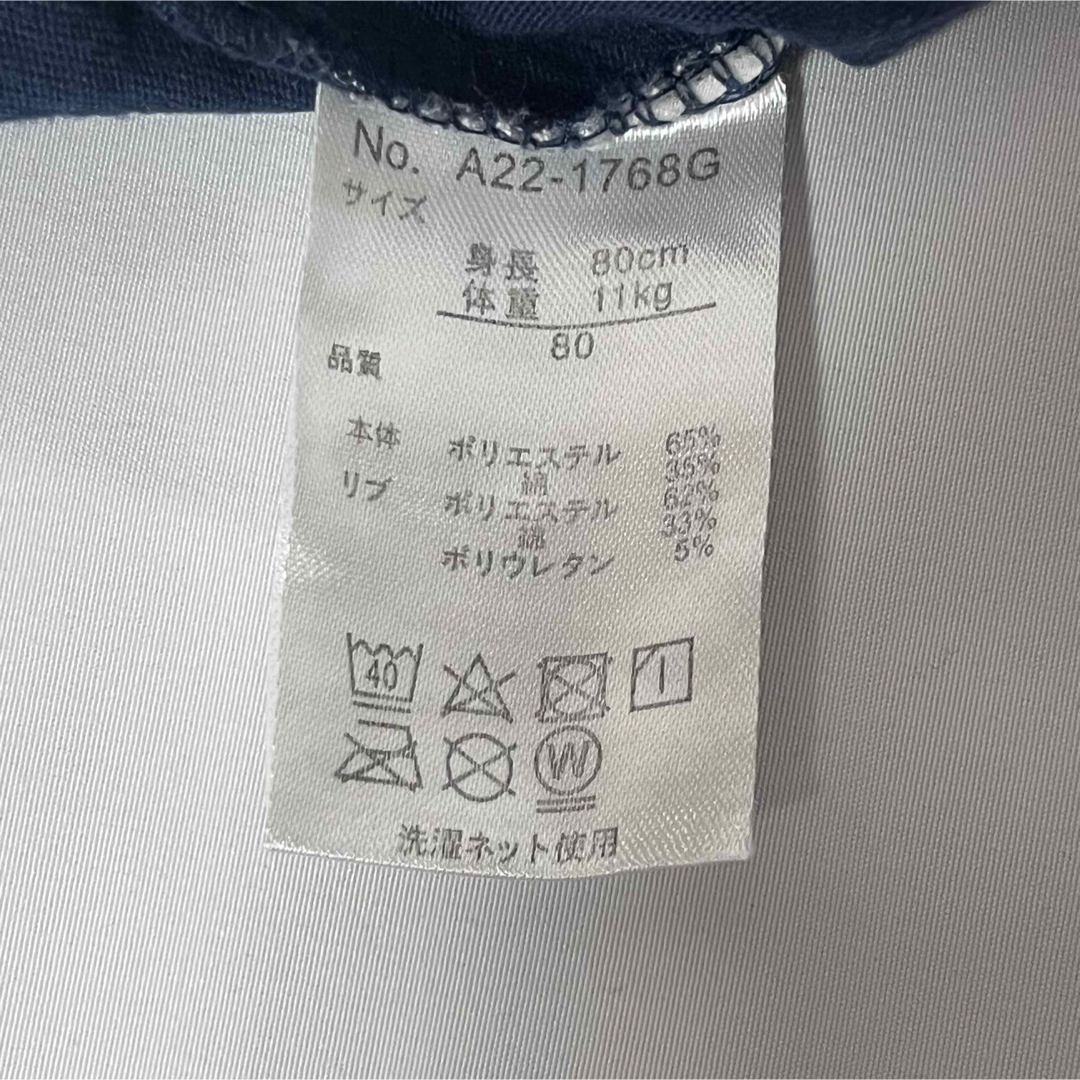 No. A22-1768G
サイズ
身長 80cm
体重 11kg
80
品質
本体 ポリエステル 65%
綿 35%
リブ ポリエステル 62%
綿 33%
ポリウレタン 5%
40
W
洗濯ネット使用